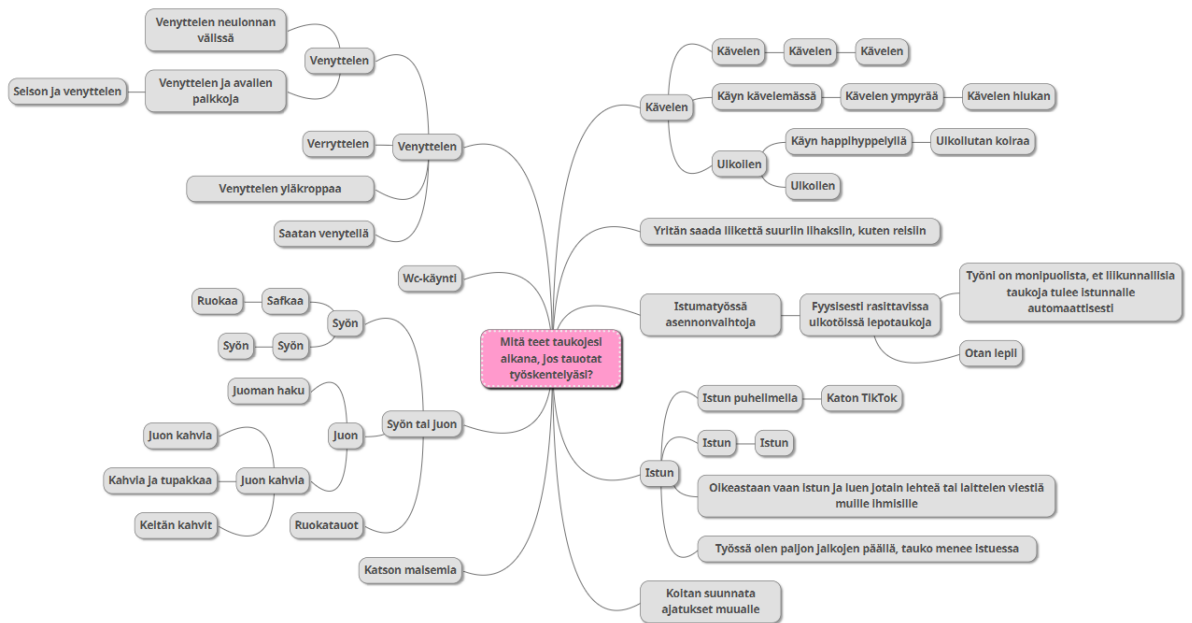 Mitä teet taukojesi
aikana, jos tauotat
työskentelyäsi?
Venyttelen
Venyttelen
Venyttelen neulonnan
välissä
Venyttelen ja availen
paikkoja
Seison ja venyttelen
Verryttelen
Venyttelen yläkroppaa
Saatan venytellä
Wc-käynti
Syön tai juon
Syön
Safkaa
Ruokaa
Syön
Syön
Juon
Juoman haku
Juon kahvia
Juon kahvia
Kahvia ja tupakkaa
Keitän kahvit
Ruokatauot
Katson maisemia
Kävelen
Kävelen
Kävelen
Kävelen
Käyn kävelemässä
Kävelen ympyrää
Kävelen hiukan
Ulkoilen
Käyn happihyppelyllä
Ulkoilutan koiraa
Ulkoilen
Yritän saada liikettä suuriin lihaksiin, kuten reisiin
Istumatyössä
asennonvaihtoja
Fyysisesti rasittavissa
ulkotöissä lepotaukoja
Työni on monipuolista, et liikunnallisia
taukoja tulee istunnalle
automaattisesti
Otan lepii
Istun
Istun puhelimella
Katon TikTok
Istun
Istun
Oikeastaan vaan istun ja luen jotain lehteä tai laittelen viestiä
muille ihmisille
Työssä olen paljon jalkojen päällä, tauko menee istuessa
Koitan suunnata
ajatukset muualle